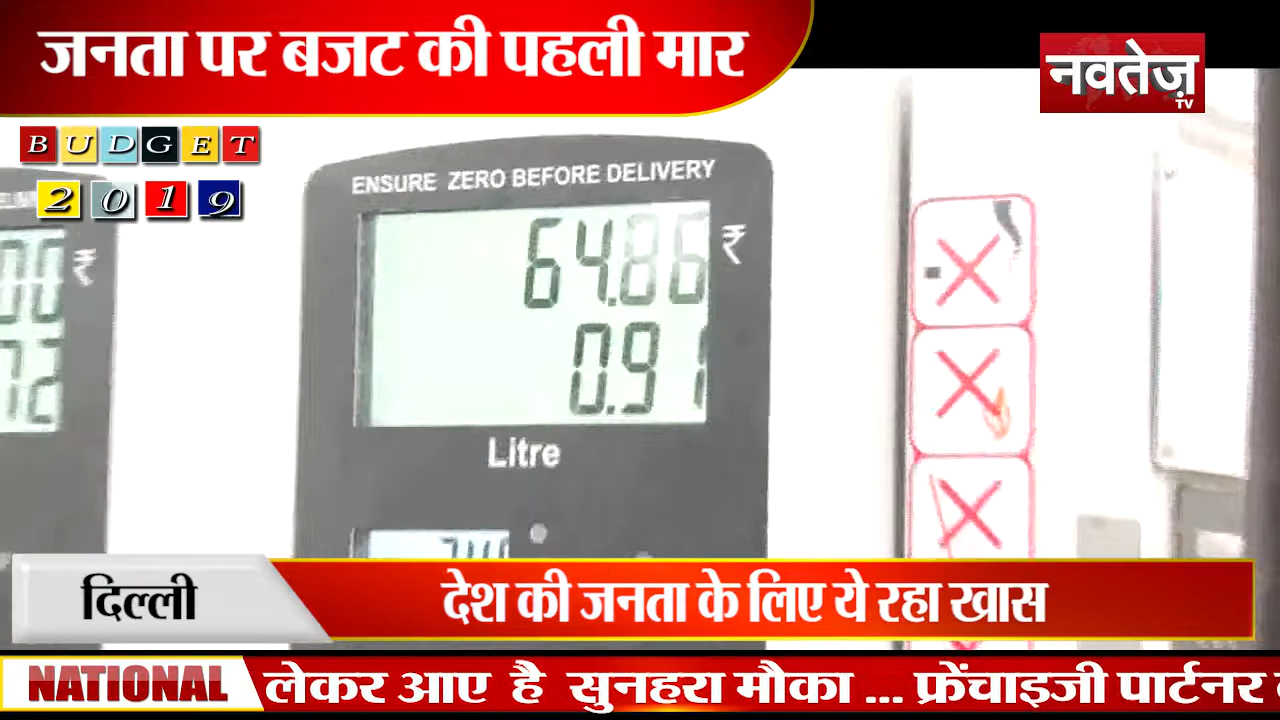 जनता पर बजट की पहली मार
नवतेज़
TV
BUDGET
2019
ENSURE ZERO BEFORE DELIVERY
₹
64.86
₹
0.91
Litre
दिल्ली
देश की जनता के लिए ये रहा खास
NATIONAL
लेकर आए है सुनहरा मौका ... फ्रेंचाइजी पार्टनर